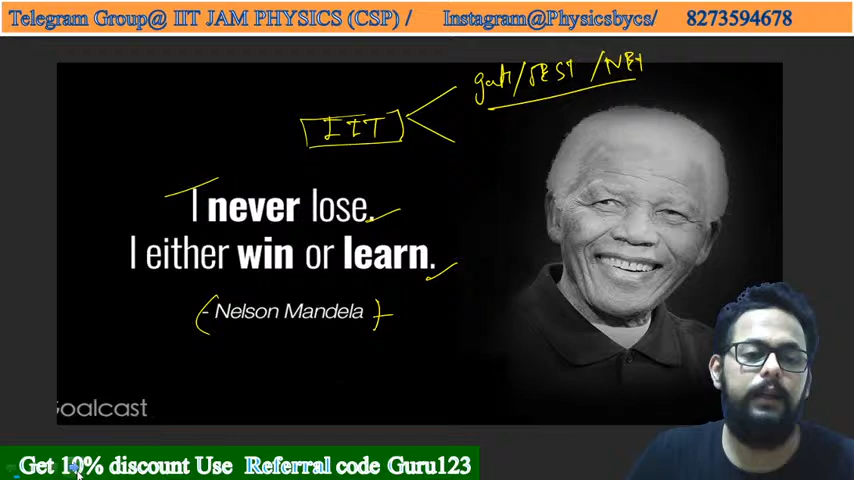 Telegram Group@ IIT JAM PHYSICS (CSP) / Instagram@Physicsbycs/ 8273594678
gate/JEST/NET
IIT
I never lose.
I either win or learn.
- Nelson Mandela
Goalcast
Get 10% discount Use Referral code Guru123